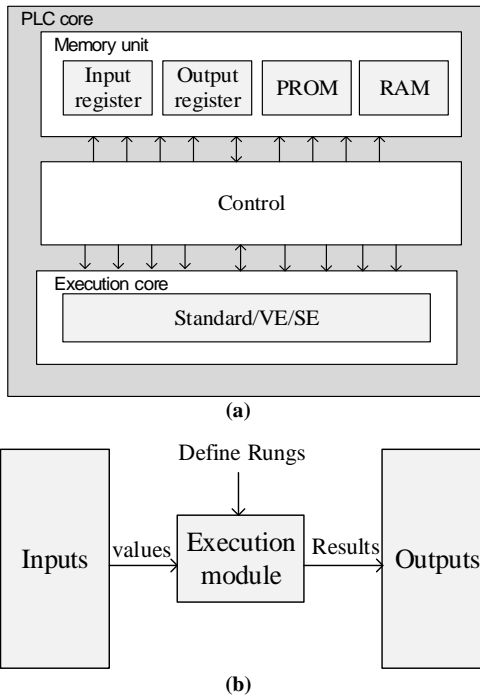 PLC core
Memory unit
Input register
Output register
PROM
RAM
Control
Execution core
Standard/VE/SE
(a)
Define Rungs
Inputs
values
Execution module
Results
Outputs
(b)